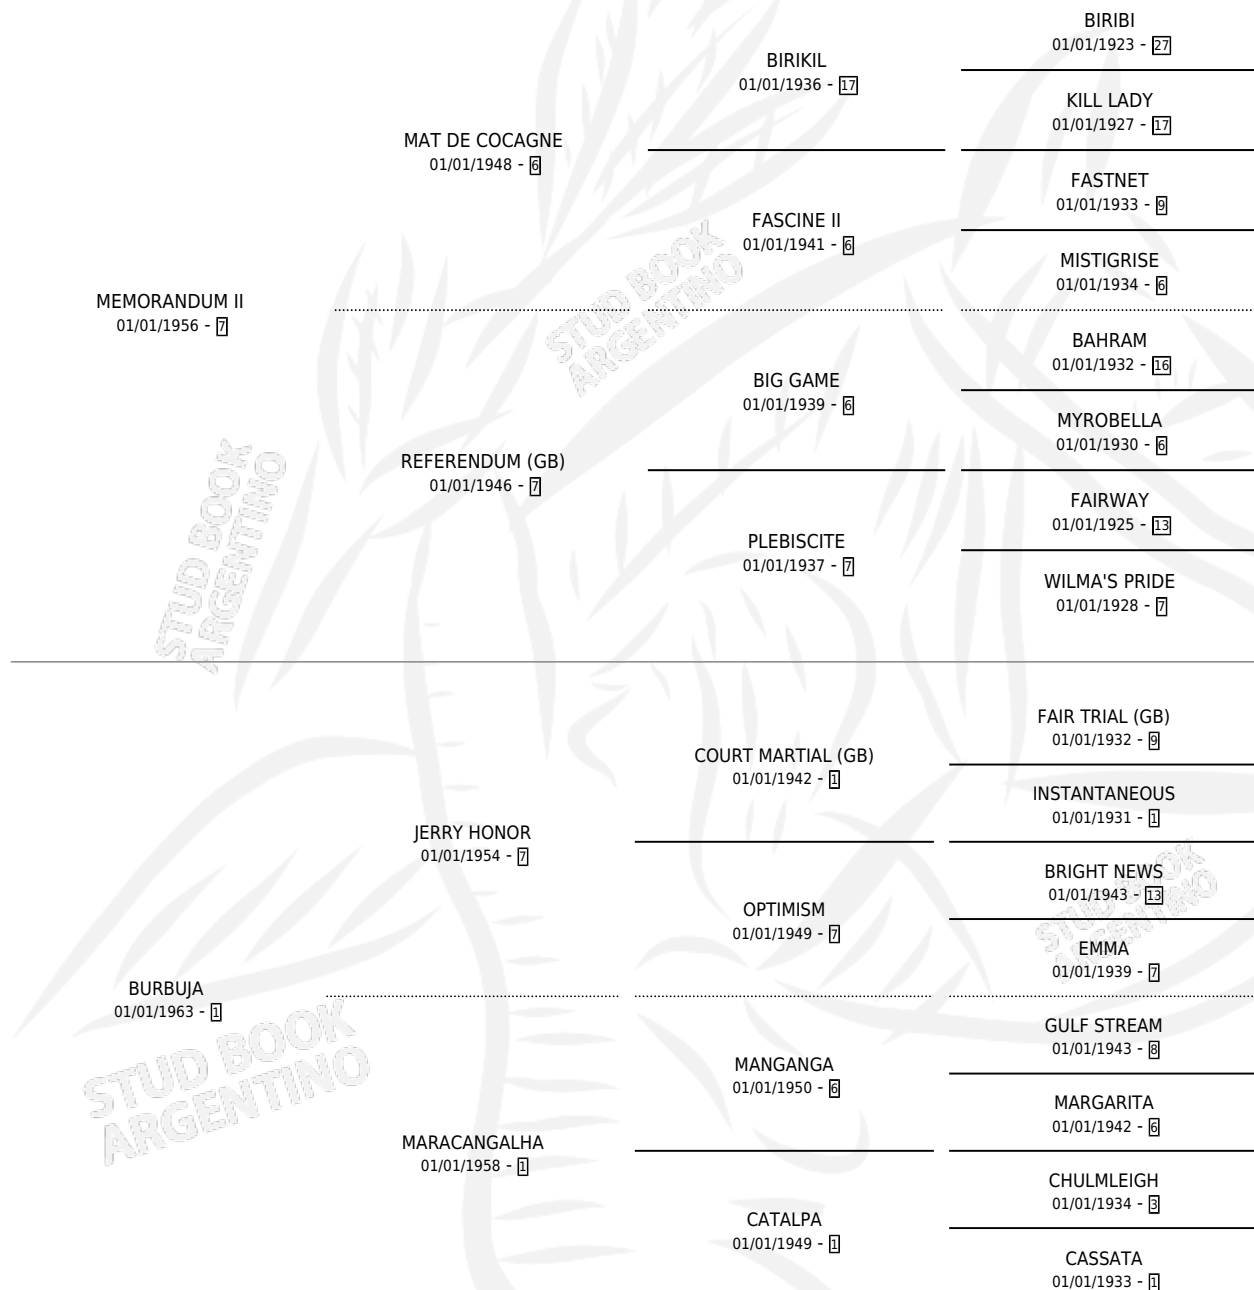 BIRIBI
01/01/1923 - 27
BIRIKIL
01/01/1936 - 17
KILL LADY
01/01/1927 - 17
MAT DE COCAGNE
01/01/1948 - 6
FASTNET
01/01/1933 - 9
FASCINE II
01/01/1941 - 6
MISTIGRISE
01/01/1934 - 6
MEMORANDUM II
01/01/1956 - 7
BAHRAM
01/01/1932 - 16
BIG GAME
01/01/1939 - 6
MYROBELLA
01/01/1930 - 6
REFERENDUM (GB)
01/01/1946 - 7
FAIRWAY
01/01/1925 - 13
PLEBISCITE
01/01/1937 - 7
WILMA'S PRIDE
01/01/1928 - 7
STUD BOOK
ARGENTINO
STUD BOOK
ARGENTINO
FAIR TRIAL (GB)
01/01/1932 - 9
COURT MARTIAL (GB)
01/01/1942 - 1
INSTANTANEOUS
01/01/1931 - 1
JERRY HONOR
01/01/1954 - 7
BRIGHT NEWS
01/01/1943 - 13
OPTIMISM
01/01/1949 - 7
EMMA
01/01/1939 - 7
BURBUJA
01/01/1963 - 1
GULF STREAM
01/01/1943 - 8
MANGANGA
01/01/1950 - 6
MARGARITA
01/01/1942 - 6
MARACANGALHA
01/01/1958 - 1
CHULMLEIGH
01/01/1934 - 3
CATALPA
01/01/1949 - 1
CASSATA
01/01/1933 - 1
STUD BOOK
ARGENTINO
STUD BOOK
ARGENTINO